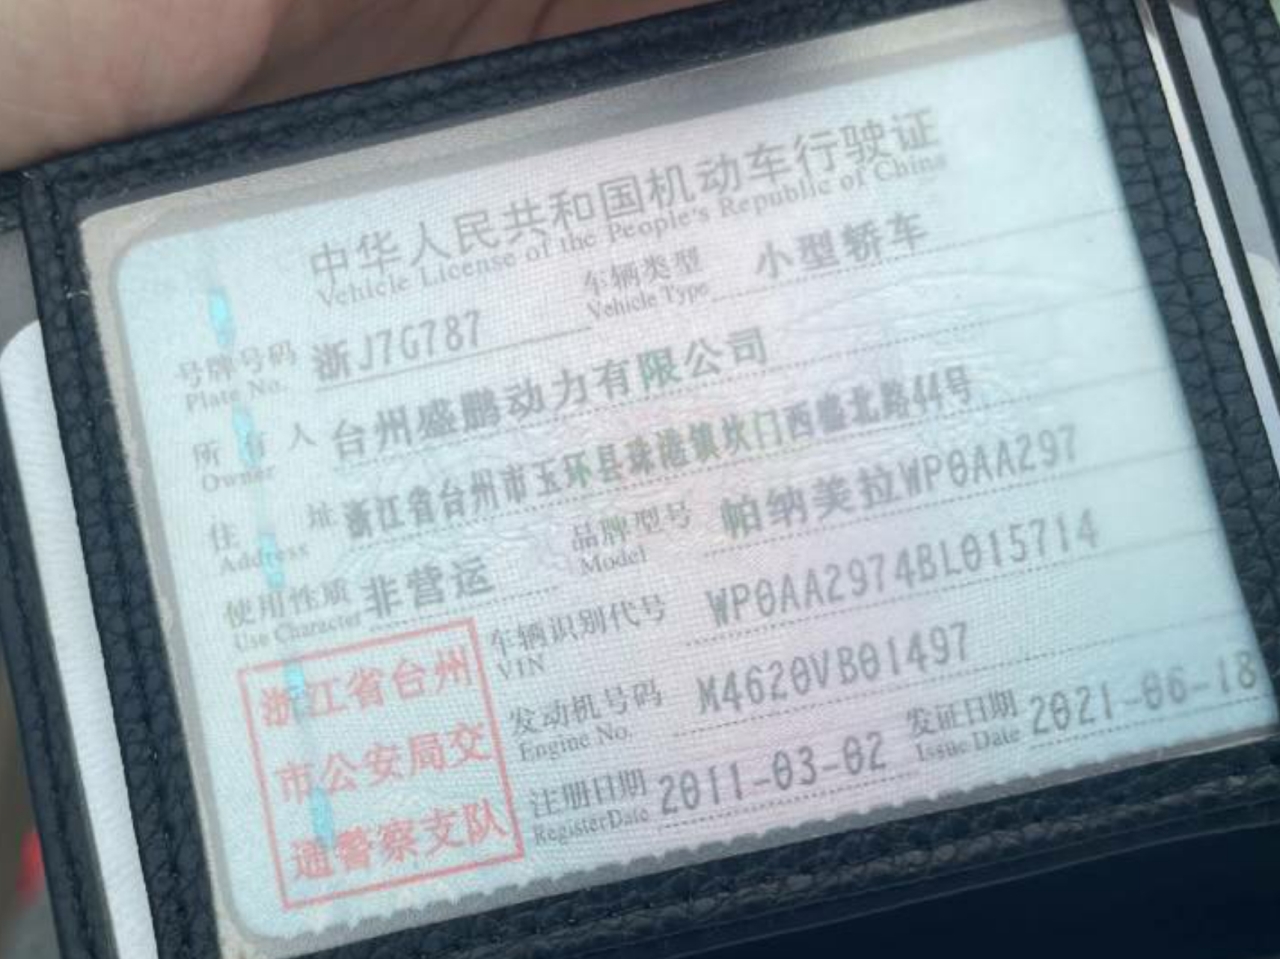 中华人民共和国机动车行驶证
Vehicle License of the People's Republic of China
号牌号码 浙J7G787 车辆类型 小型轿车
Plate No. Vehicle Type
所有人 台州盛鹏动力有限公司
Owner
住址 浙江省台州市玉环县珠港镇坎门西台北路44号
Address
使用性质 非营运 品牌型号 帕纳美拉WP0AA297
Use Character Model
车辆识别代号 WP0AA2974BL015714
VIN
发动机号码 M4620VB01497
Engine No.
注册日期 2011-03-02 发证日期 2021-06-18
Register Date Issue Date
浙江省台州
市公安局交
通警察支队